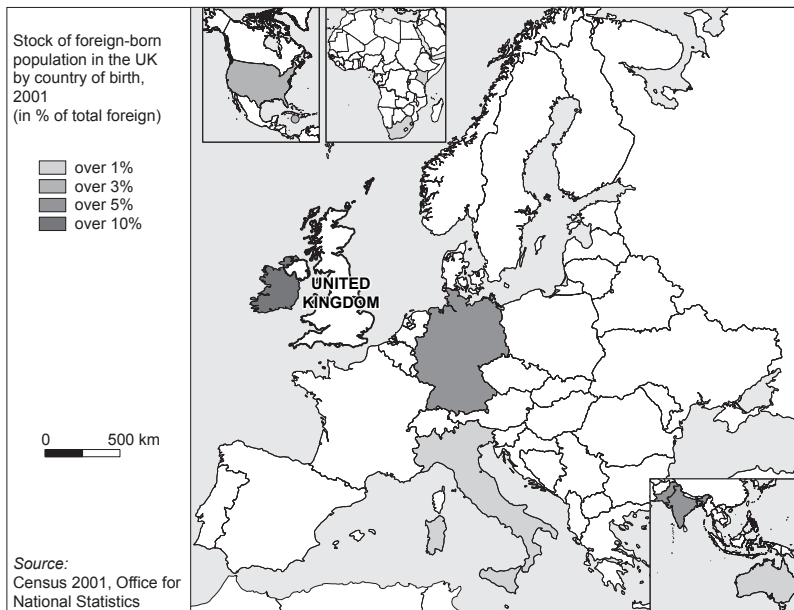 Stock of foreign-born
population in the UK
by country of birth,
2001
(in % of total foreign)
over 1%
over 3%
over 5%
over 10%
UNITED
KINGDOM
0 500 km
Source:
Census 2001, Office for
National Statistics